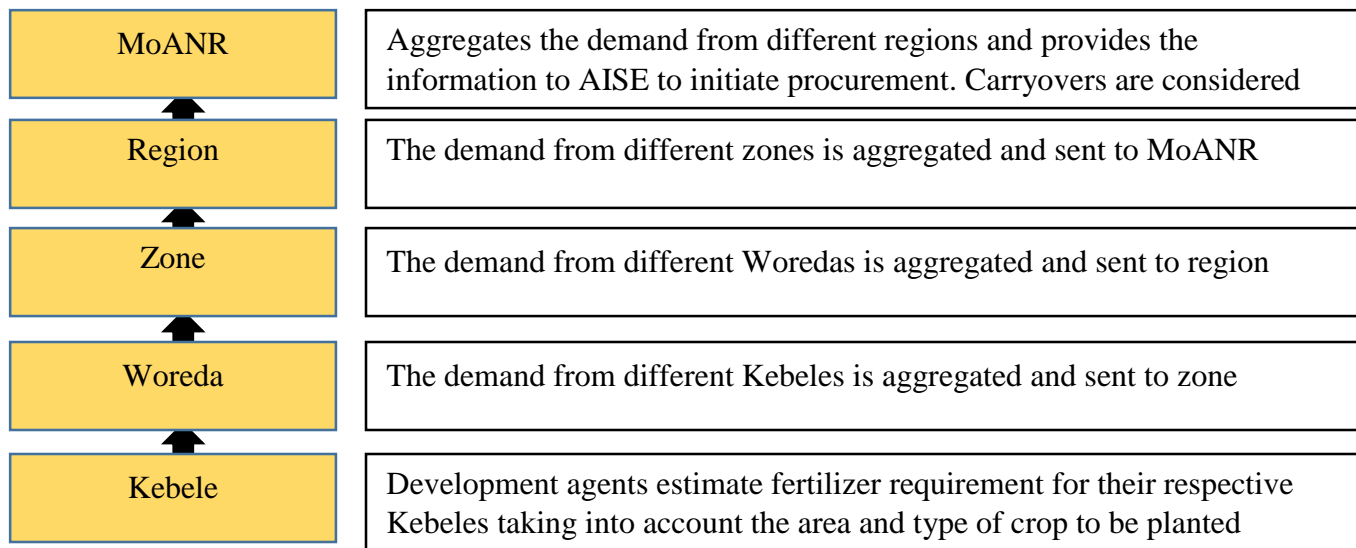 MoANR
Aggregates the demand from different regions and provides the
information to AISE to initiate procurement. Carryovers are considered
Region
The demand from different zones is aggregated and sent to MoANR
Zone
The demand from different Woredas is aggregated and sent to region
Woreda
The demand from different Kebeles is aggregated and sent to zone
Kebele
Development agents estimate fertilizer requirement for their respective
Kebeles taking into account the area and type of crop to be planted